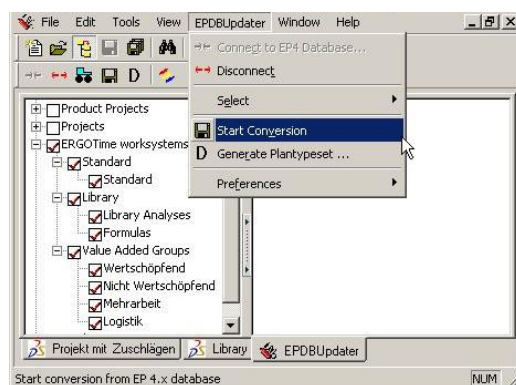 File Edit Tools View EPDBUpdater Window Help
Connect to EP4 Database...
Disconnect
Select
Start Conversion
D Generate Plantypeset ...
Preferences
D
Product Projects
Projects
ERGOTime worksystems
Standard
Standard
Library
Library Analyses
Formulas
Value Added Groups
Wertschöpfend
Nicht Wertschöpfend
Mehrarbeit
Logistik
Projekt mit Zuschlägen Library EPDBUpdater
Start conversion from EP 4.x database NUM